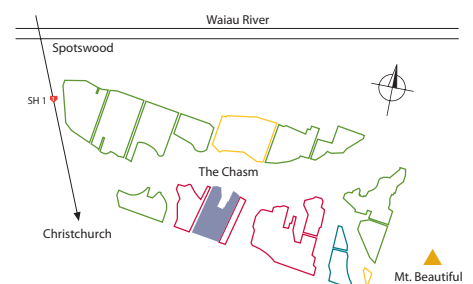 Waiau River
Spotswood
SH 1
The Chasm
Christchurch
Mt. Beautiful